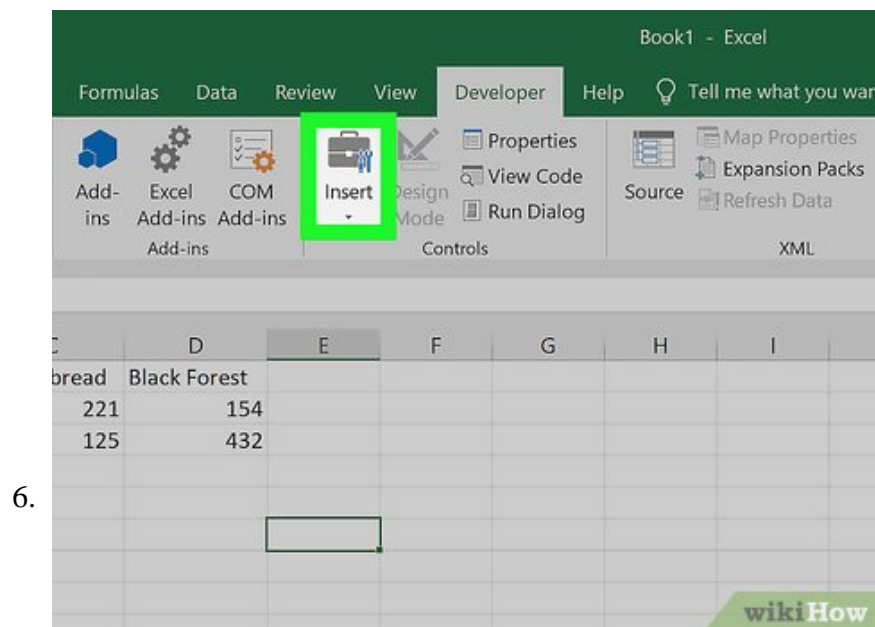 Book1 - Excel
Formulas Data Review View Developer Help Tell me what you wan
Add-ins Excel Add-ins COM Add-ins Insert Design Mode Properties View Code Run Dialog Source Map Properties Expansion Packs Refresh Data
Add-ins Controls XML
D E F G H I
bread Black Forest
221 154
125 432
6.
wikiHow